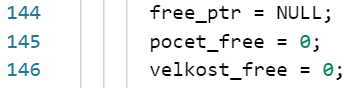 144 free_ptr = NULL;
145 pocet_free = 0;
146 velkost_free = 0;